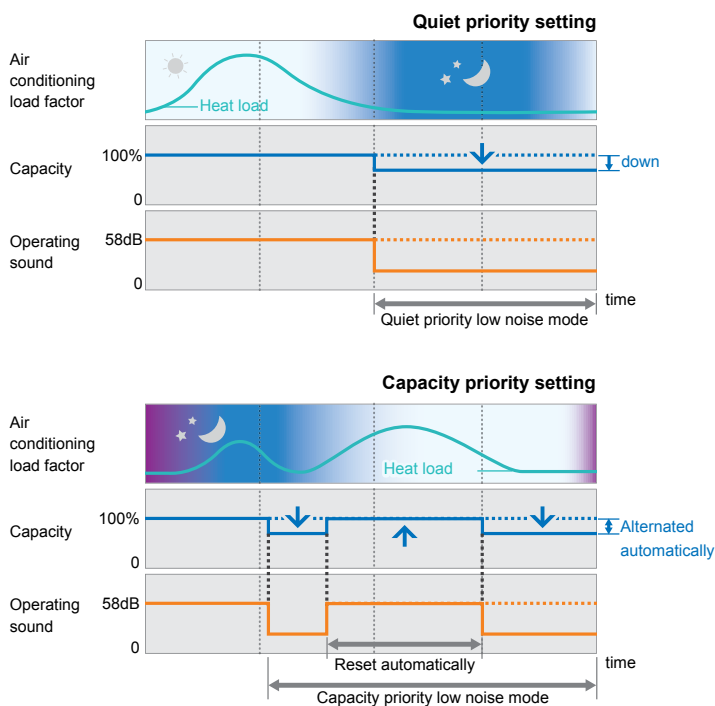 Quiet priority setting
Air
conditioning
load factor
Heat load
Capacity
100%
0
down
Operating
sound
58dB
0
time
Quiet priority low noise mode
Capacity priority setting
Air
conditioning
load factor
Heat load
Capacity
100%
0
Alternated
automatically
Operating
sound
58dB
0
Reset automatically
time
Capacity priority low noise mode